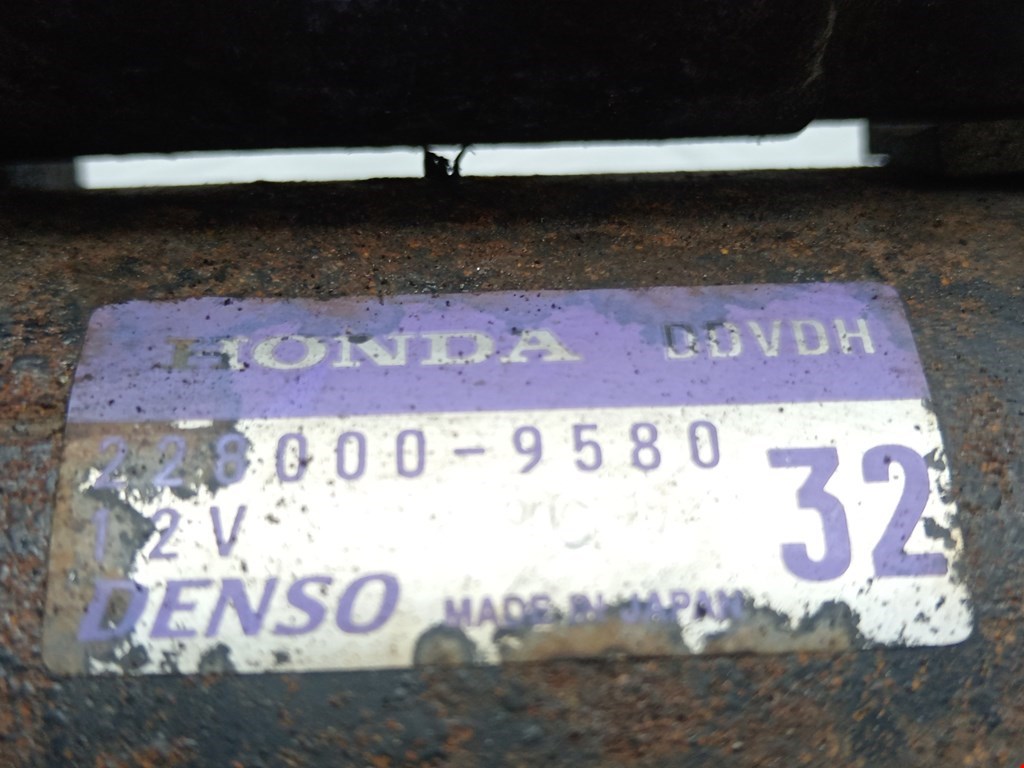 HONDA DDVDH
228000-9580
12V
32
DENSO MADE IN JAPAN